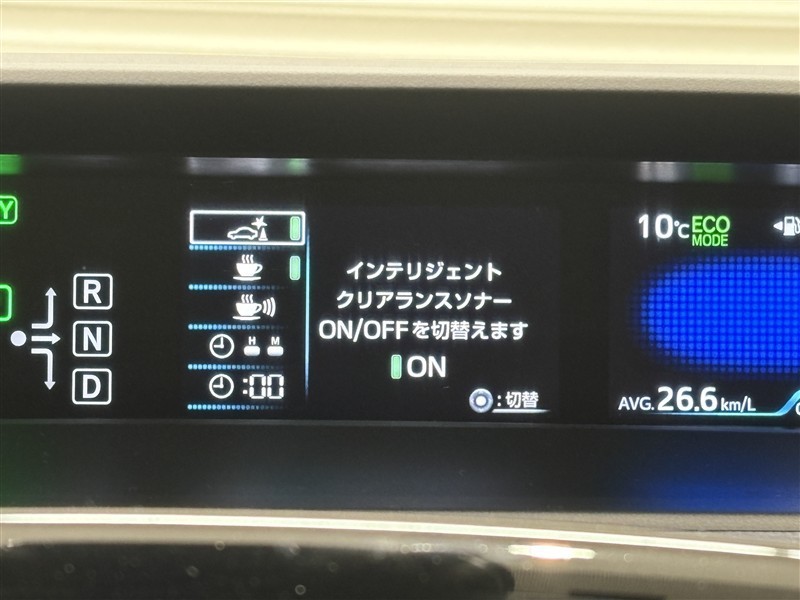 Y
R
N
D
H M
:00
インテリジェント
クリアランスソナー
ON/OFFを切替えます
ON
:切替
10℃
ECO
MODE
AVG. 26.6 km/L